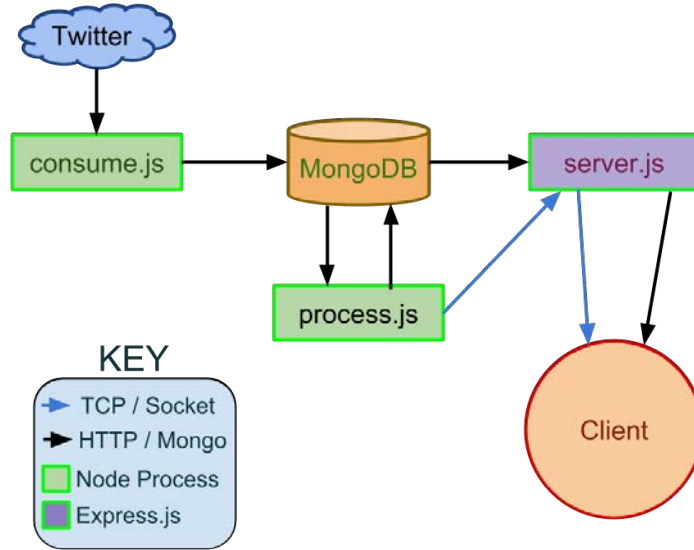 Twitter
consume.js
MongoDB
server.js
process.js
KEY
TCP / Socket
HTTP / Mongo
Node Process
Express.js
Client